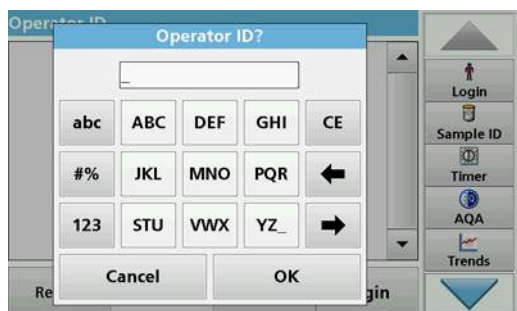 Operator ID
Operator ID?
_
abc ABC DEF GHI CE
#% JKL MNO PQR
123 STU VWX YZ_
Cancel OK
Login
Sample ID
Timer
AQA
Trends